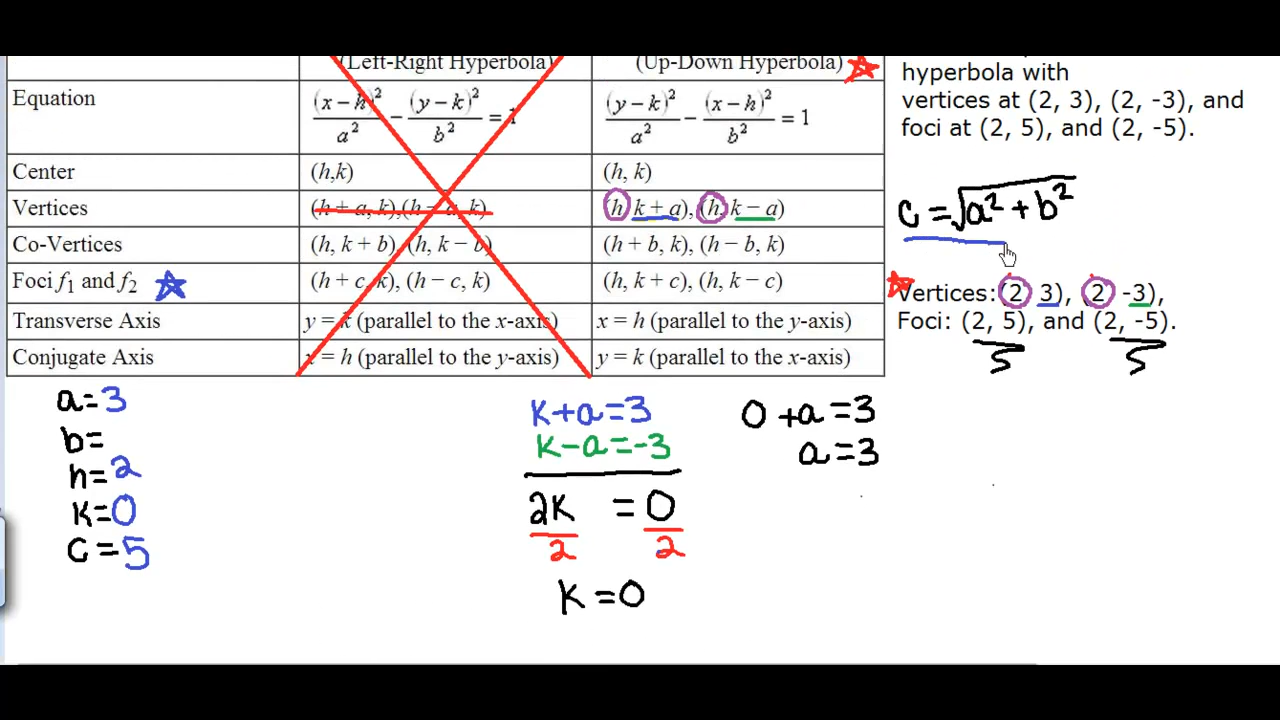 (Left-Right Hyperbola) (Up-Down Hyperbola)
Equation (x – h)² / a² – (y – k)² / b² = 1 (y – k)² / a² – (x – h)² / b² = 1
Center (h,k) (h, k)
Vertices (h + a, k),(h – a, k) (h, k + a), (h, k – a)
Co-Vertices (h, k + b), (h, k – b) (h + b, k), (h – b, k)
Foci f₁ and f₂ (h + c, k), (h – c, k) (h, k + c), (h, k – c)
Transverse Axis y = k (parallel to the x-axis) x = h (parallel to the y-axis)
Conjugate Axis x = h (parallel to the y-axis) y = k (parallel to the x-axis)
hyperbola with
vertices at (2, 3), (2, -3), and
foci at (2, 5), and (2, -5).
c = √a² + b²
Vertices: (2, 3), (2, -3),
Foci: (2, 5), and (2, -5).
5 5
a = 3
b =
h = 2
k = 0
c = 5
k + a = 3
k – a = -3
2k = 0
2 2
k = 0
0 + a = 3
a = 3